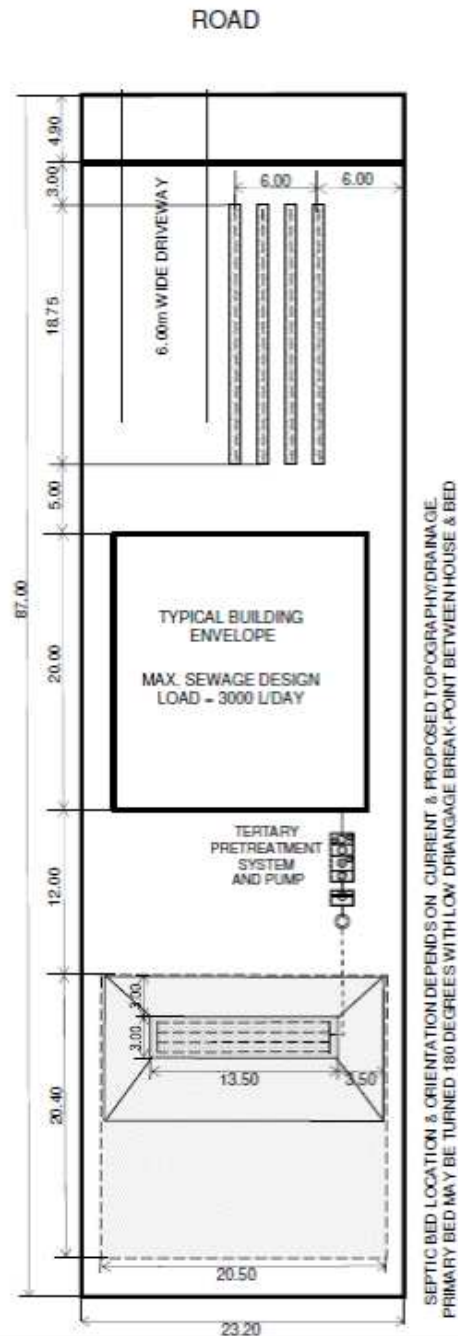 ROAD
4.90
3.00
6.00
6.00
6.00m WIDE DRIVEWAY
18.75
5.00
87.00
20.00
TYPICAL BUILDING
ENVELOPE
MAX. SEWAGE DESIGN
LOAD = 3000 L/DAY
TERTIARY
PRETREATMENT
SYSTEM
AND PUMP
12.00
3.00
3.00
13.50
3.50
20.40
20.50
23.20
SEPTIC BED LOCATION & ORIENTATION DEPENDS ON CURRENT & PROPOSED TOPOGRAPHY/DRAINAGE.
PRIMARY BED MAY BE TURNED 180 DEGREES WITH LOW DRIANGAGE BREAK-POINT BETWEEN HOUSE & BED